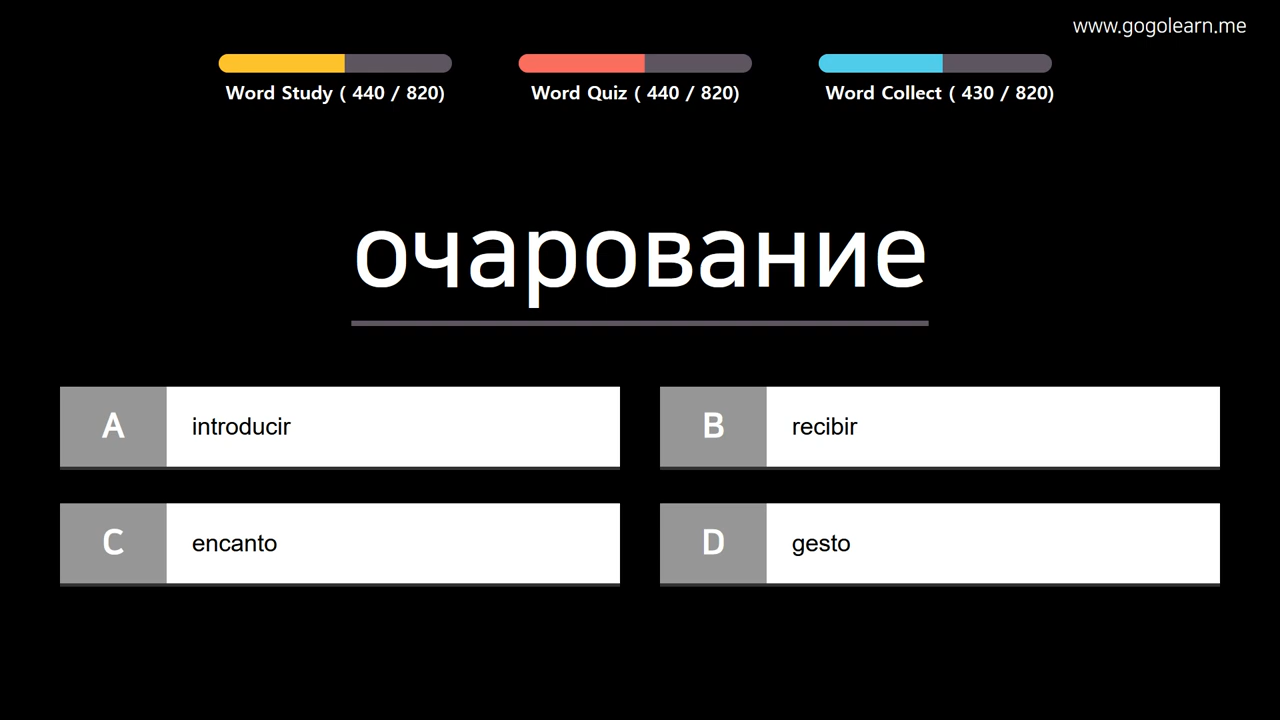 www.gogolearn.me
Word Study ( 440 / 820)
Word Quiz ( 440 / 820)
Word Collect ( 430 / 820)
очарование
A introducir
B recibir
C encanto
D gesto